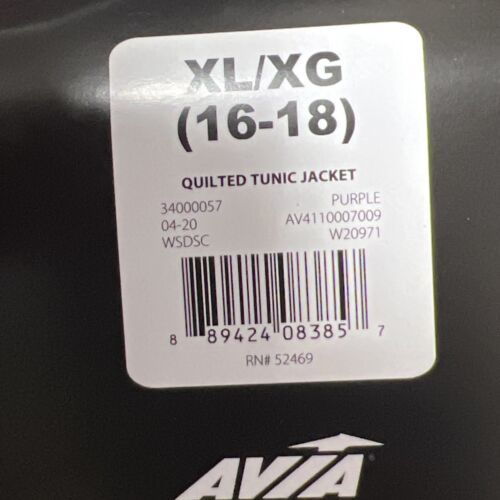 XL/XG
(16-18)
QUILTED TUNIC JACKET
34000057 PURPLE
04-20 AV4110007009
WSDSC W20971
8 89424 08385 7
RN# 52469
AVIA